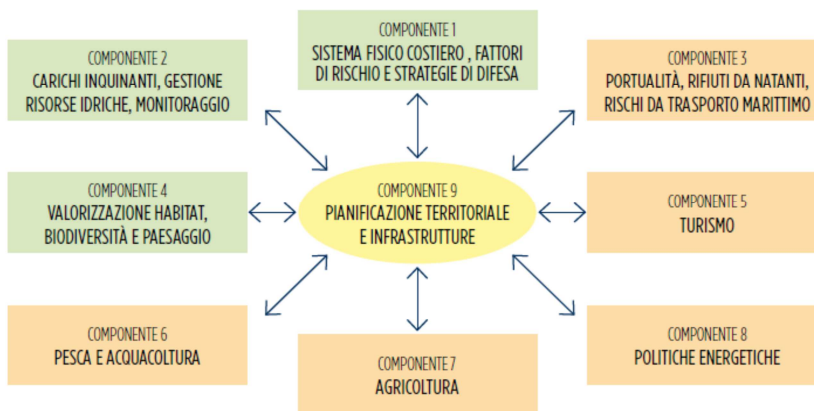 COMPONENTE 1
SISTEMA FISICO COSTIERO , FATTORI
DI RISCHIO E STRATEGIE DI DIFESA
COMPONENTE 2
CARICHI INQUINANTI, GESTIONE
RISORSE IDRICHE, MONITORAGGIO
COMPONENTE 3
PORTUALITÀ, RIFIUTI DA NATANTI,
RISCHI DA TRASPORTO MARITTIMO
COMPONENTE 4
VALORIZZAZIONE HABITAT,
BIODIVERSITÀ E PAESAGGIO
COMPONENTE 9
PIANIFICAZIONE TERRITORIALE
E INFRASTRUTTURE
COMPONENTE 5
TURISMO
COMPONENTE 6
PESCA E ACQUACOLTURA
COMPONENTE 7
AGRICOLTURA
COMPONENTE 8
POLITICHE ENERGETICHE